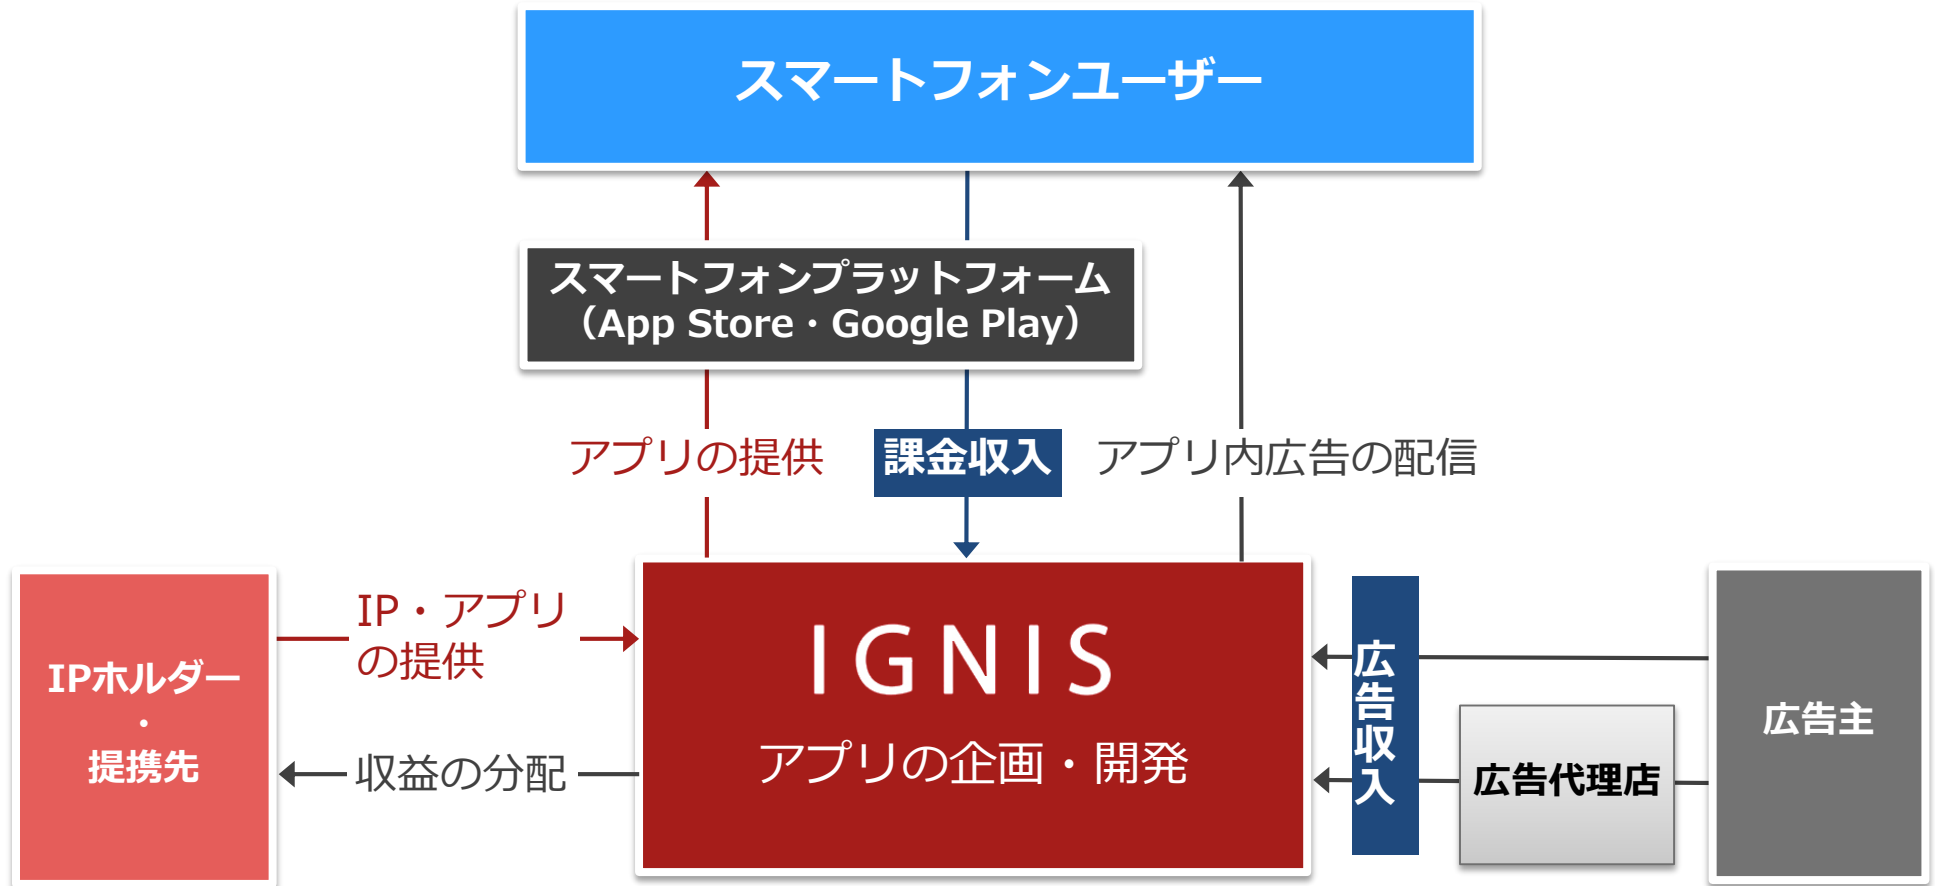 スマートフォンユーザー
スマートフォンプラットフォーム
（App Store・Google Play）
アプリの提供
課金収入
アプリ内広告の配信
IPホルダー
・
提携先
IP・アプリ
の提供
収益の分配
IGNIS
アプリの企画・開発
広告収入
広告代理店
広告主